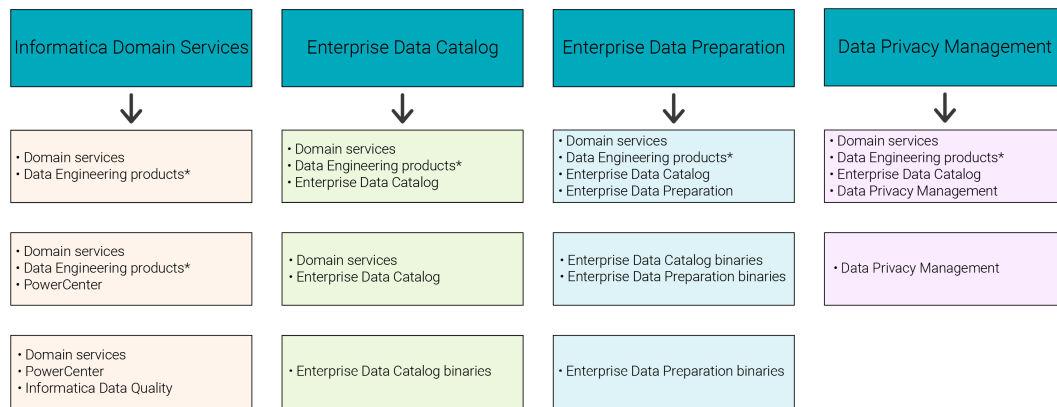 Informatica Domain Services
Enterprise Data Catalog
Enterprise Data Preparation
Data Privacy Management
• Domain services
• Data Engineering products*
• Domain services
• Data Engineering products*
• Enterprise Data Catalog
• Domain services
• Data Engineering products*
• Enterprise Data Catalog
• Enterprise Data Preparation
• Domain services
• Data Engineering products*
• Enterprise Data Catalog
• Data Privacy Management
• Domain services
• Data Engineering products*
• PowerCenter
• Domain services
• Enterprise Data Catalog
• Enterprise Data Catalog binaries
• Enterprise Data Preparation binaries
• Data Privacy Management
• Domain services
• PowerCenter
• Informatica Data Quality
• Enterprise Data Catalog binaries
• Enterprise Data Preparation binaries